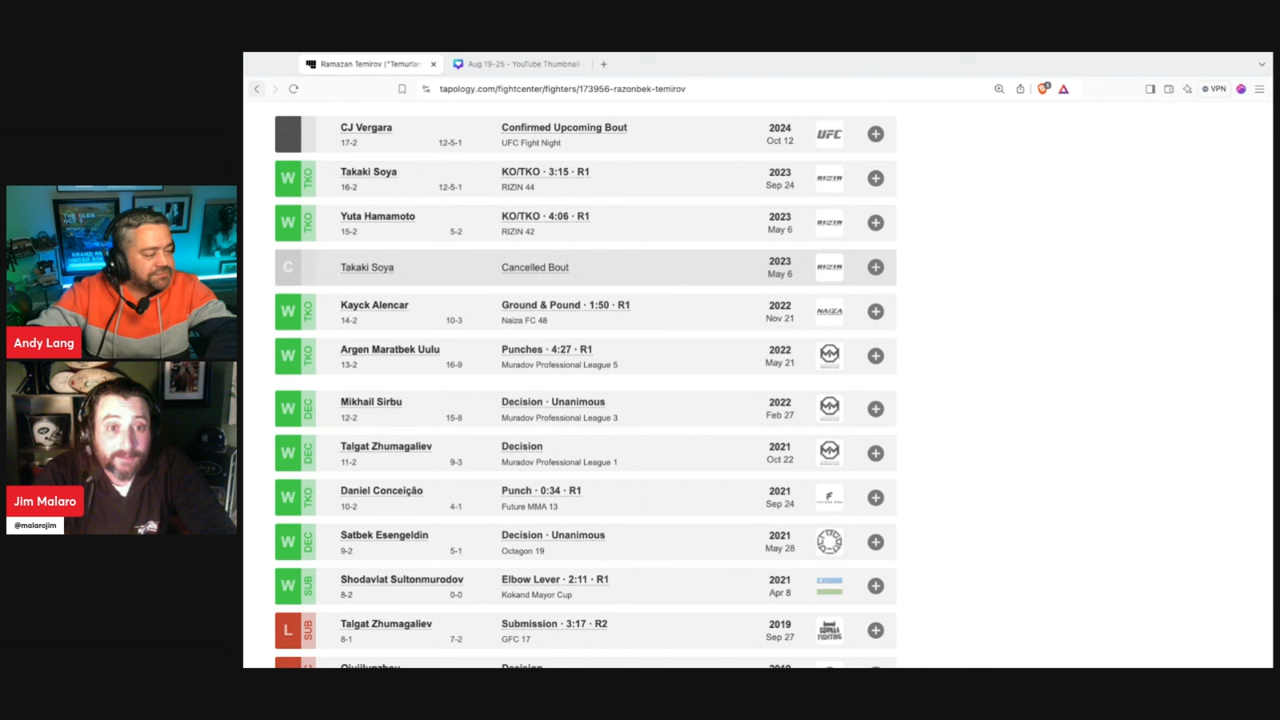 Ramazan Temirov ("Temurlan
Aug 19-25 - YouTube Thumbnail
tapology.com/fightcenter/fighters/173956-razonbek-temirov
VPN
CJ Vergara Confirmed Upcoming Bout 2024
17-2 12-5-1 UFC Fight Night Oct 12
UFC
W TKO Takaki Soya KO/TKO · 3:15 · R1 2023
16-2 12-5-1 RIZIN 44 Sep 24
RIZIN
W TKO Yuta Hamamoto KO/TKO · 4:06 · R1 2023
15-2 5-2 RIZIN 42 May 6
RIZIN
C Takaki Soya Cancelled Bout 2023
May 6
RIZIN
W TKO Kayck Alencar Ground & Pound · 1:50 · R1 2022
14-2 10-3 Naiza FC 48 Nov 21
NAIZA
W TKO Argen Maratbek Uulu Punches · 4:27 · R1 2022
13-2 16-9 Muradov Professional League 5 May 21
W DEC Mikhail Sirbu Decision · Unanimous 2022
12-2 15-8 Muradov Professional League 3 Feb 27
W DEC Talgat Zhumagaliev Decision 2021
11-2 9-3 Muradov Professional League 1 Oct 22
W TKO Daniel Conceição Punch · 0:34 · R1 2021
10-2 4-1 Future MMA 13 Sep 24
W DEC Satbek Esengeldin Decision · Unanimous 2021
9-2 5-1 Octagon 19 May 28
W SUB Shodavlat Sultonmurodov Elbow Lever · 2:11 · R1 2021
8-2 0-0 Kokand Mayor Cup Apr 8
L SUB Talgat Zhumagaliev Submission · 3:17 · R2 2019
8-1 7-2 GFC 17 Sep 27
GORILLA
FIGHTING
Andy Lang
Jim Malaro
@malarojim